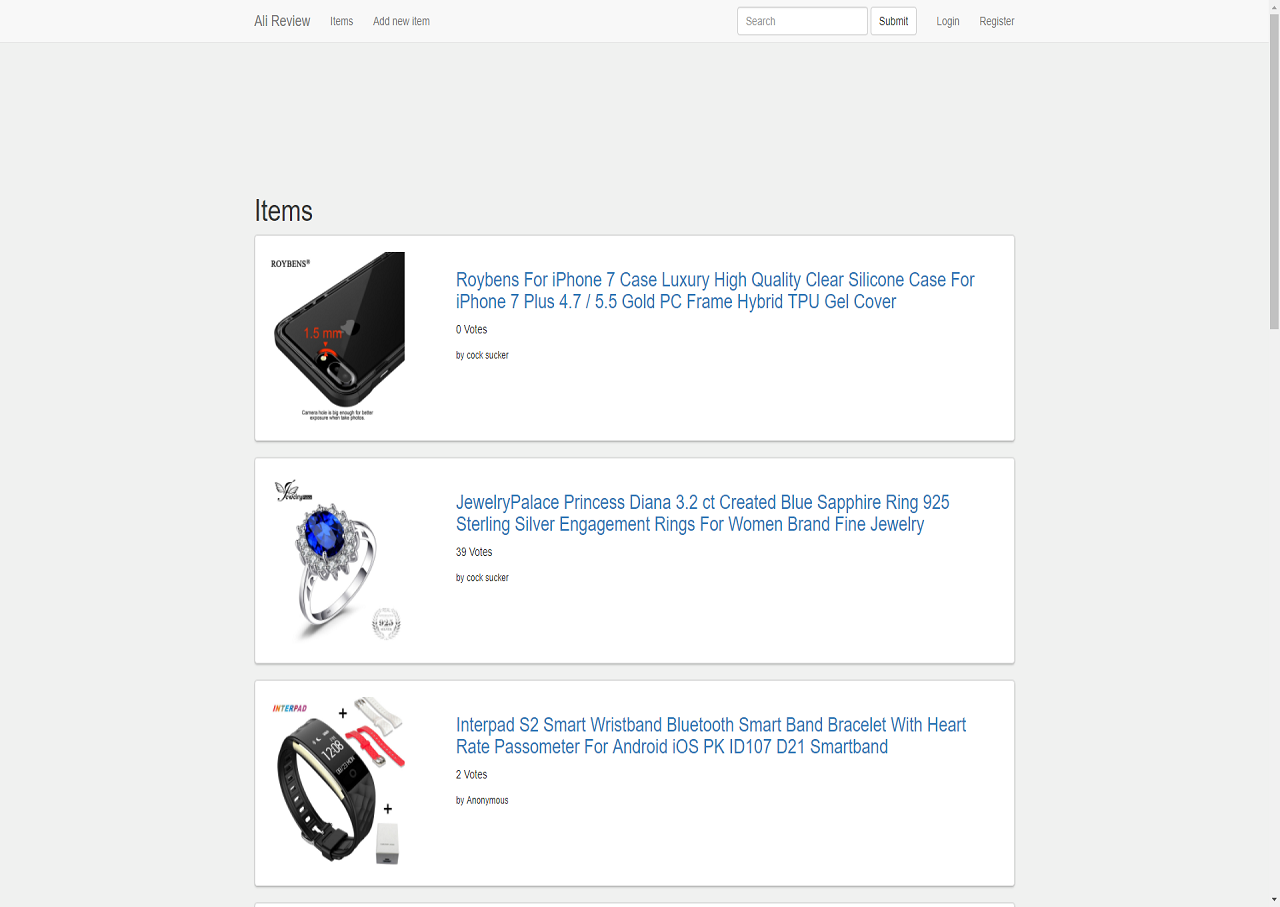 Ali Review Items Add new item Search Submit Login Register
Items
ROYBENS®
1.5 mm
Camera hole is big enough for better
exposure when take photos.
Roybens For iPhone 7 Case Luxury High Quality Clear Silicone Case For
iPhone 7 Plus 4.7 / 5.5 Gold PC Frame Hybrid TPU Gel Cover
0 Votes
by cock sucker
925
JewelryPalace Princess Diana 3.2 ct Created Blue Sapphire Ring 925
Sterling Silver Engagement Rings For Women Brand Fine Jewelry
39 Votes
by cock sucker
INTERPAD
+
1208
+
Interpad S2 Smart Wristband Bluetooth Smart Band Bracelet With Heart
Rate Passometer For Android iOS PK ID107 D21 Smartband
2 Votes
by Anonymous